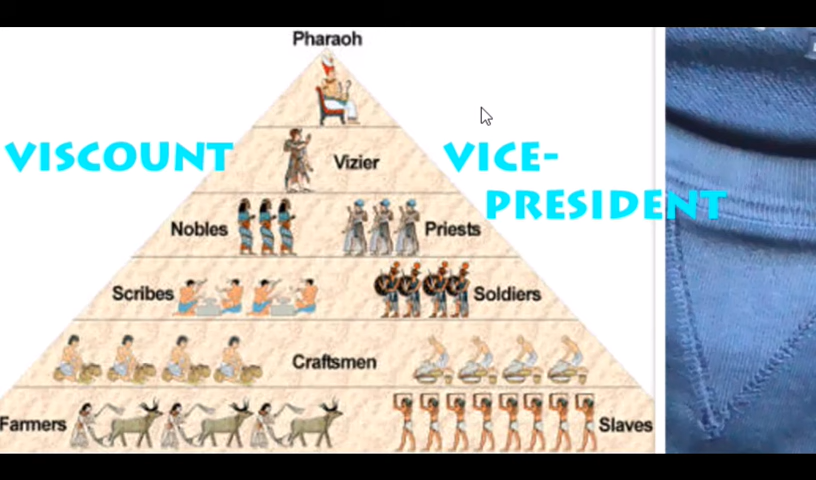 Pharaoh
VISCOUNT
Vizier
VICE-
PRESIDENT
Nobles
Priests
Scribes
Soldiers
Craftsmen
Farmers
Slaves